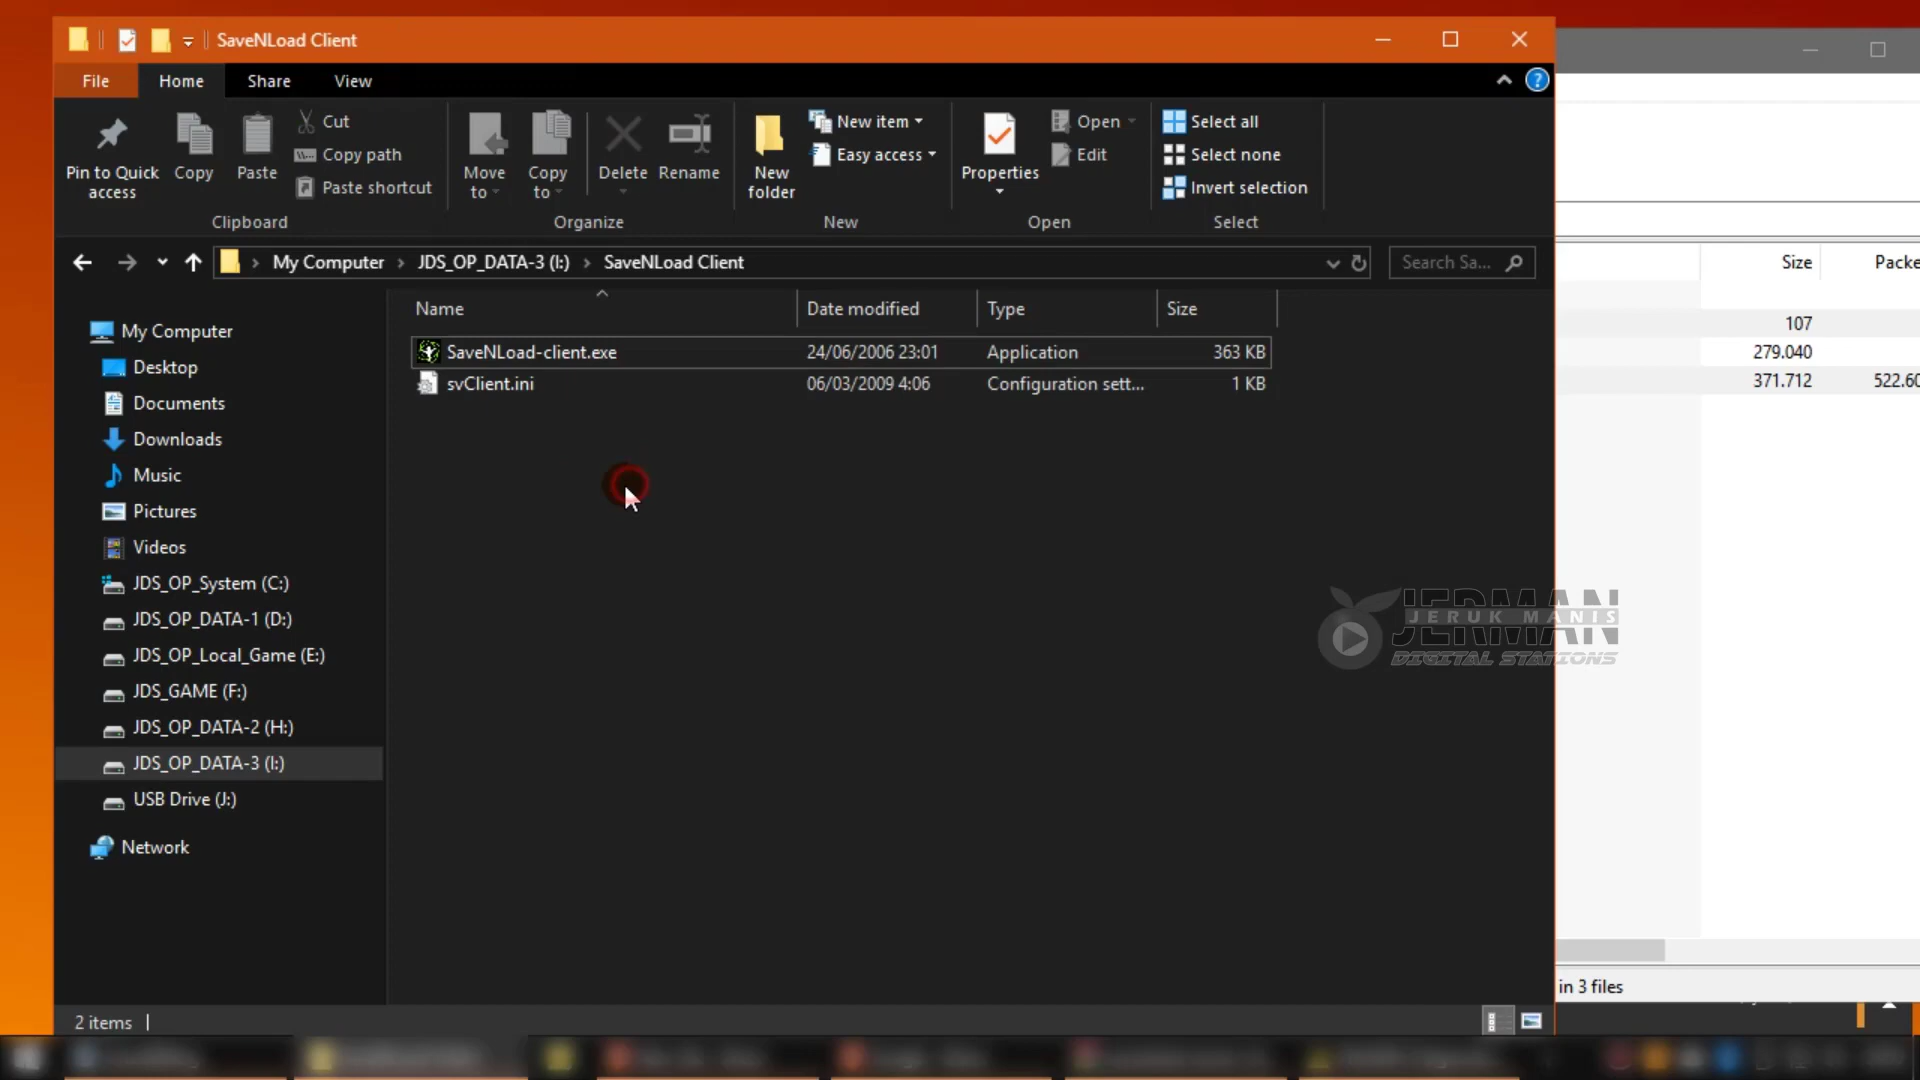 SaveNLoad Client
File Home Share View
Pin to Quick access
Copy
Paste
Cut
Copy path
Paste shortcut
Clipboard
Move to
Copy to
Delete
Rename
Organize
New folder
New item
Easy access
New
Properties
Open
Edit
Open
Select all
Select none
Invert selection
Select
My Computer JDS_OP_DATA-3 (I:) SaveNLoad Client
Search Sa...
Name Date modified Type Size
SaveNLoad-client.exe 24/06/2006 23:01 Application 363 KB
svClient.ini 06/03/2009 4:06 Configuration sett... 1 KB
My Computer
Desktop
Documents
Downloads
Music
Pictures
Videos
JDS_OP_System (C:)
JDS_OP_DATA-1 (D:)
JDS_OP_Local_Game (E:)
JDS_GAME (F:)
JDS_OP_DATA-2 (H:)
JDS_OP_DATA-3 (I:)
USB Drive (J:)
Network
2 items
Size Packe
107
279.040
371.712 522.60
in 3 files
JERMAN
JERUK MANIS
DIGITAL STATIONS